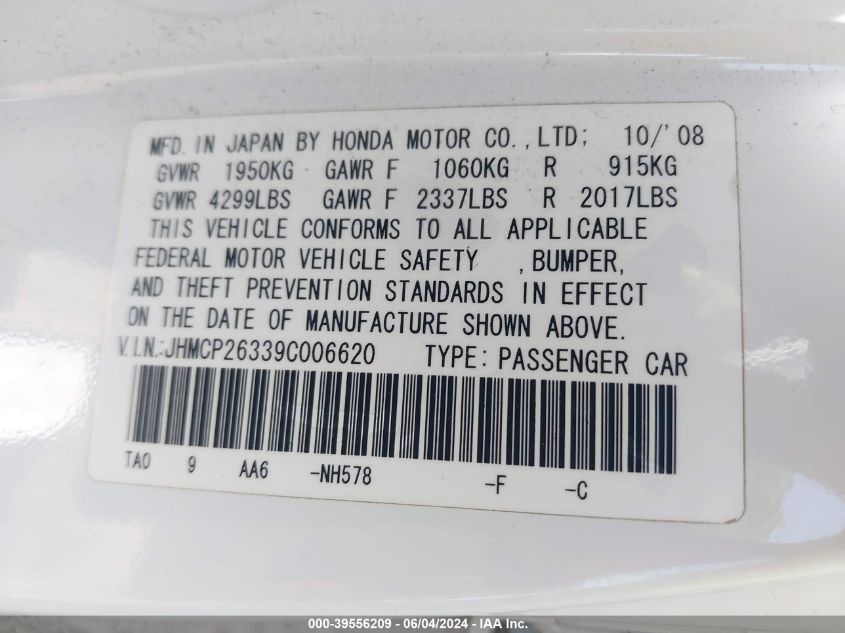 MFD. IN JAPAN BY HONDA MOTOR CO., LTD; 10/'08
GVWR 1950KG GAWR F 1060KG R 915KG
GVWR 4299LBS GAWR F 2337LBS R 2017LBS
THIS VEHICLE CONFORMS TO ALL APPLICABLE
FEDERAL MOTOR VEHICLE SAFETY , BUMPER,
AND THEFT PREVENTION STANDARDS IN EFFECT
ON THE DATE OF MANUFACTURE SHOWN ABOVE.
V.I.N.:JHMCP26339C006620 TYPE: PASSENGER CAR
TA0 9 AA6 -NH578 -F -C
000-39556209 - 06/04/2024 - IAA Inc.